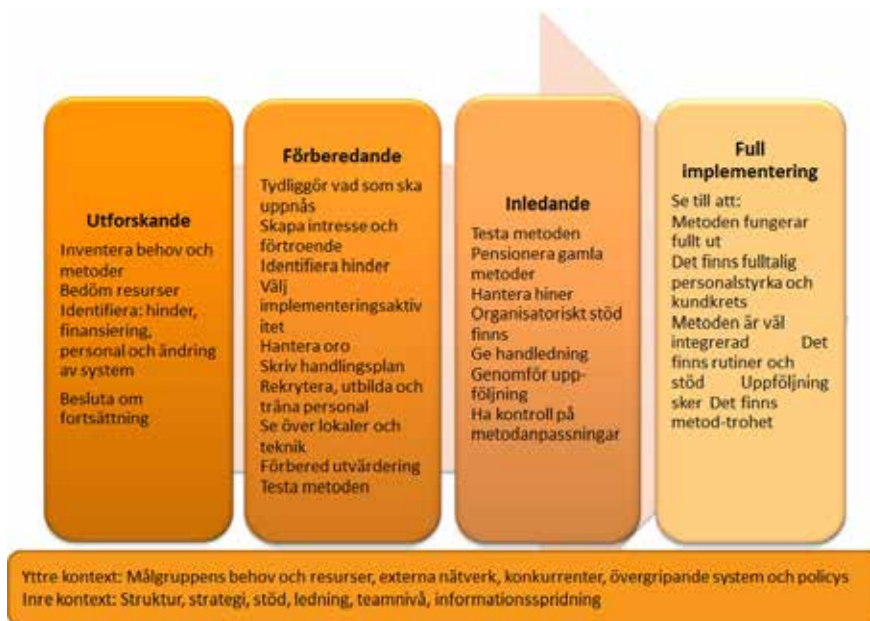 Utforskande
Inventera behov och
metoder
Bedöm resurser
Identifiera: hinder,
finansiering,
personal och ändring
av system
Besluta om
fortsättning
Förberedande
Tydliggör vad som ska
uppnås
Skapa intresse och
förtroende
Identifiera hinder
Välj
implementeringsaktiv
itet
Hantera oro
Skriv handlingsplan
Rekrytera, utbilda och
träna personal
Se över lokaler och
teknik
Förbered utvärdering
Testa metoden
Inledande
Testa metoden
Pensionera gamla
metoder
Hantera hiner
Organisatoriskt stöd
finns
Ge handledning
Genomför upp-
följning
Ha kontroll på
metodanpassningar
Full
implementering
Se till att:
Metoden fungerar
fullt ut
Det finns fulltalig
personalstyrka och
kundkrets
Metoden är väl
integrerad Det
finns rutiner och
stöd Uppföljning
sker Det finns
metod-trohet
Yttre kontext: Målgruppens behov och resurser, externa nätverk, konkurrenter, övergripande system och policys
Inre kontext: Struktur, strategi, stöd, ledning, teamnivå, informationsspridning